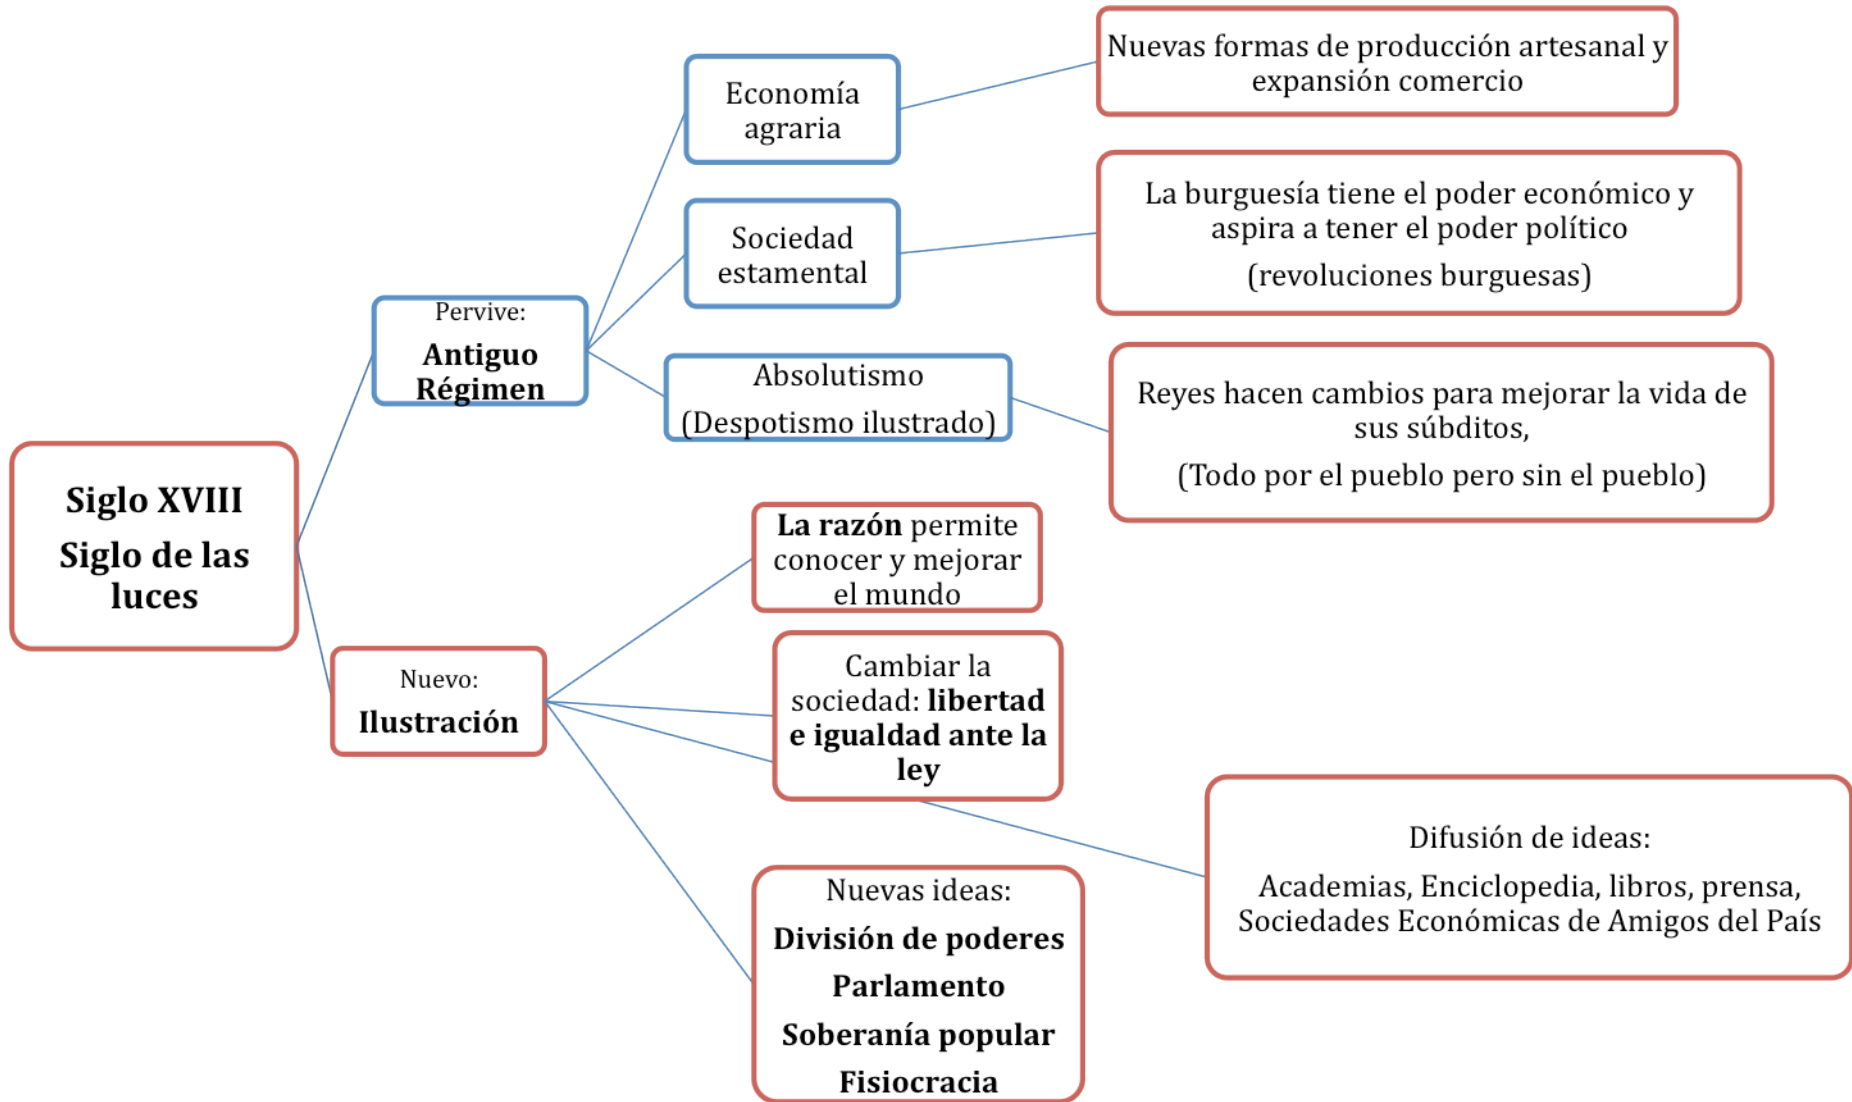 Siglo XVIII
Siglo de las
luces
Pervive:
Antiguo
Régimen
Economía
agraria
Nuevas formas de producción artesanal y
expansión comercio
Sociedad
estamental
La burguesía tiene el poder económico y
aspira a tener el poder político
(revoluciones burguesas)
Absolutismo
(Despotismo ilustrado)
Reyes hacen cambios para mejorar la vida de
sus súbditos,
(Todo por el pueblo pero sin el pueblo)
Nuevo:
Ilustración
La razón permite
conocer y mejorar
el mundo
Cambiar la
sociedad: libertad
e igualdad ante la
ley
Difusión de ideas:
Academias, Enciclopedia, libros, prensa,
Sociedades Económicas de Amigos del País
Nuevas ideas:
División de poderes
Parlamento
Soberanía popular
Fisiocracia